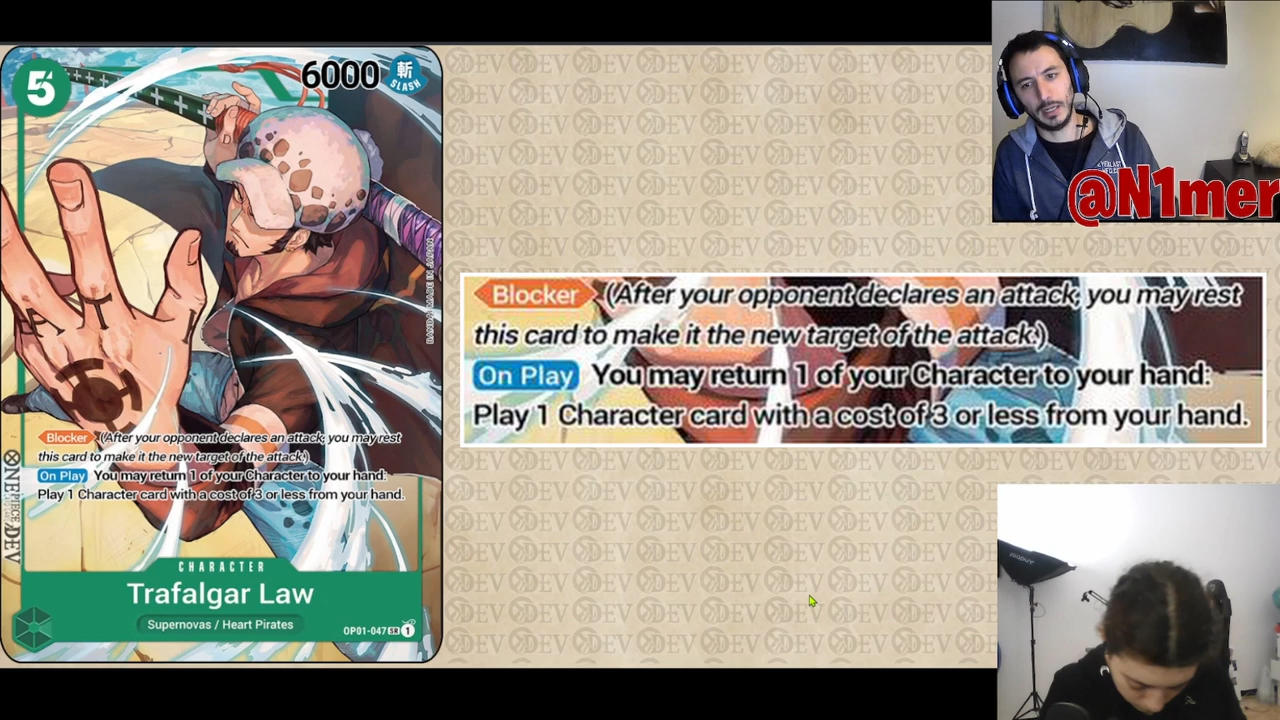 5
6000
斬
SLASH
Blocker (After your opponent declares an attack, you may rest
this card to make it the new target of the attack.)
On Play You may return 1 of your Character to your hand:
Play 1 Character card with a cost of 3 or less from your hand.
CHARACTER
Trafalgar Law
Supernovas / Heart Pirates
OP01-047 SR 1
@N1mer
Blocker (After your opponent declares an attack, you may rest
this card to make it the new target of the attack.)
On Play You may return 1 of your Character to your hand:
Play 1 Character card with a cost of 3 or less from your hand.